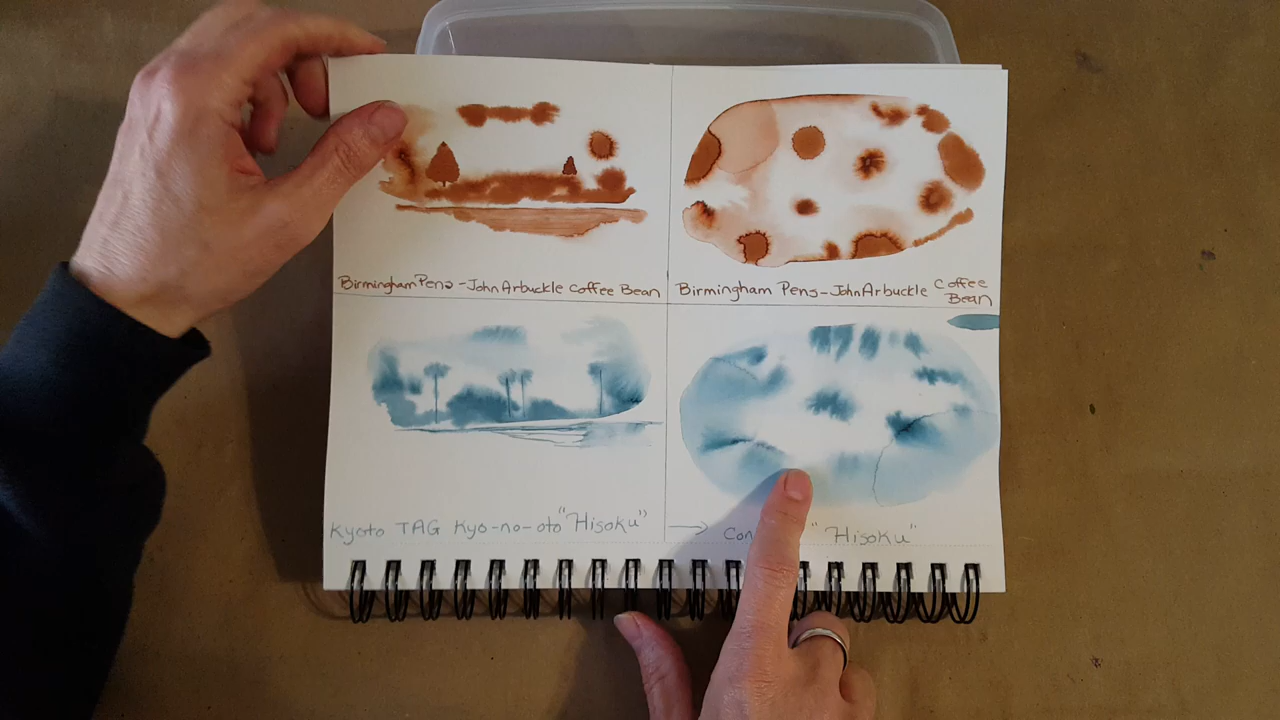 Birmingham Pens - John Arbuckle Coffee Bean
Birmingham Pens - John Arbuckle Coffee
Bean
Kyoto TAG Kyo-no-oto "Hisoku"
→ "Hisoku"